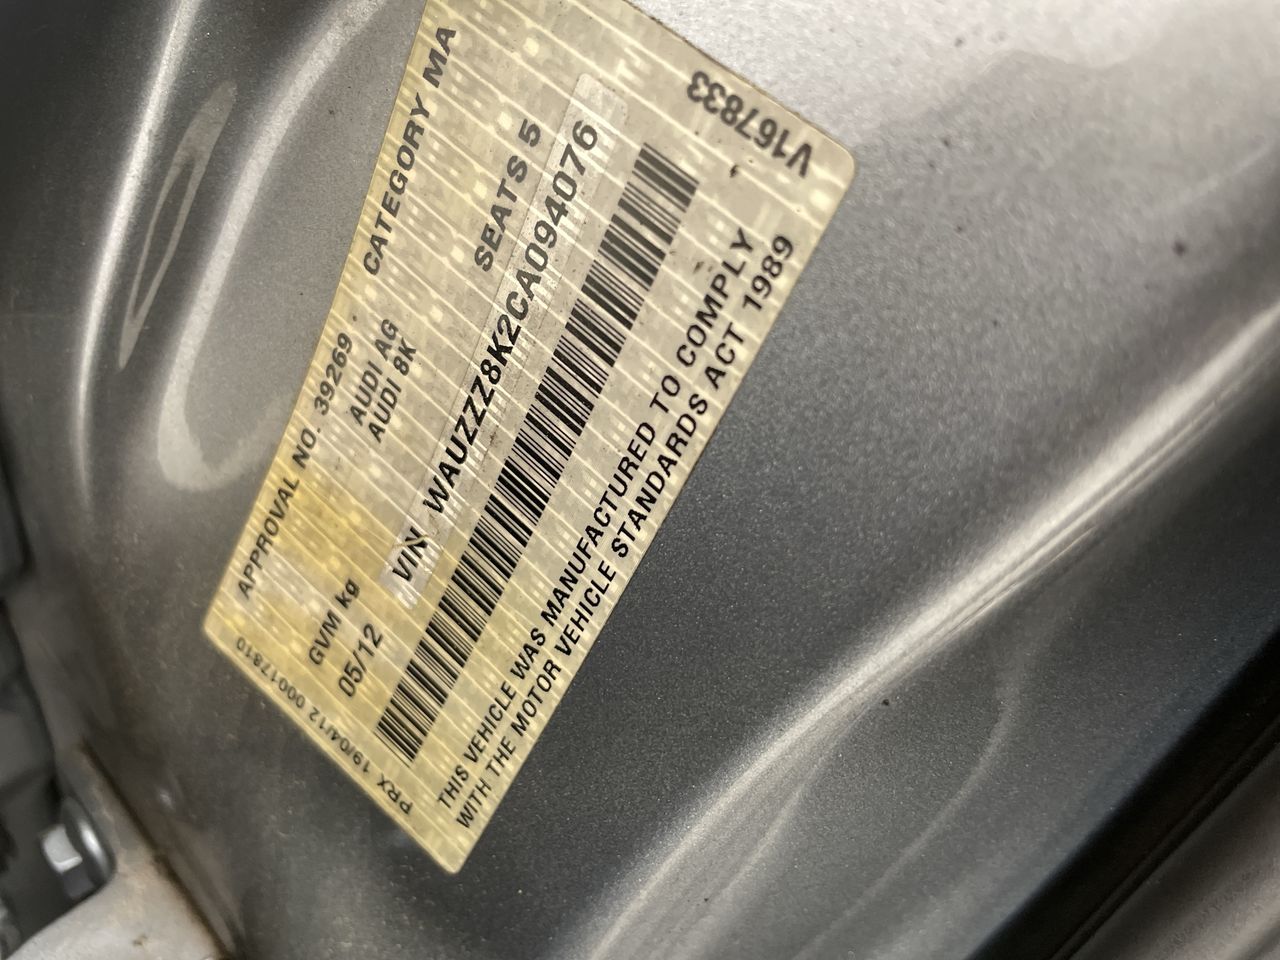 V167833
APPROVAL NO. 39269 CATEGORY MA
AUDI AG
AUDI 8K
GVM kg SEATS 5
05/12
VIN WAUZZZ8K2CA094076
THIS VEHICLE WAS MANUFACTURED TO COMPLY
WITH THE MOTOR VEHICLE STANDARDS ACT 1989
PRX 19/04/12 00017810